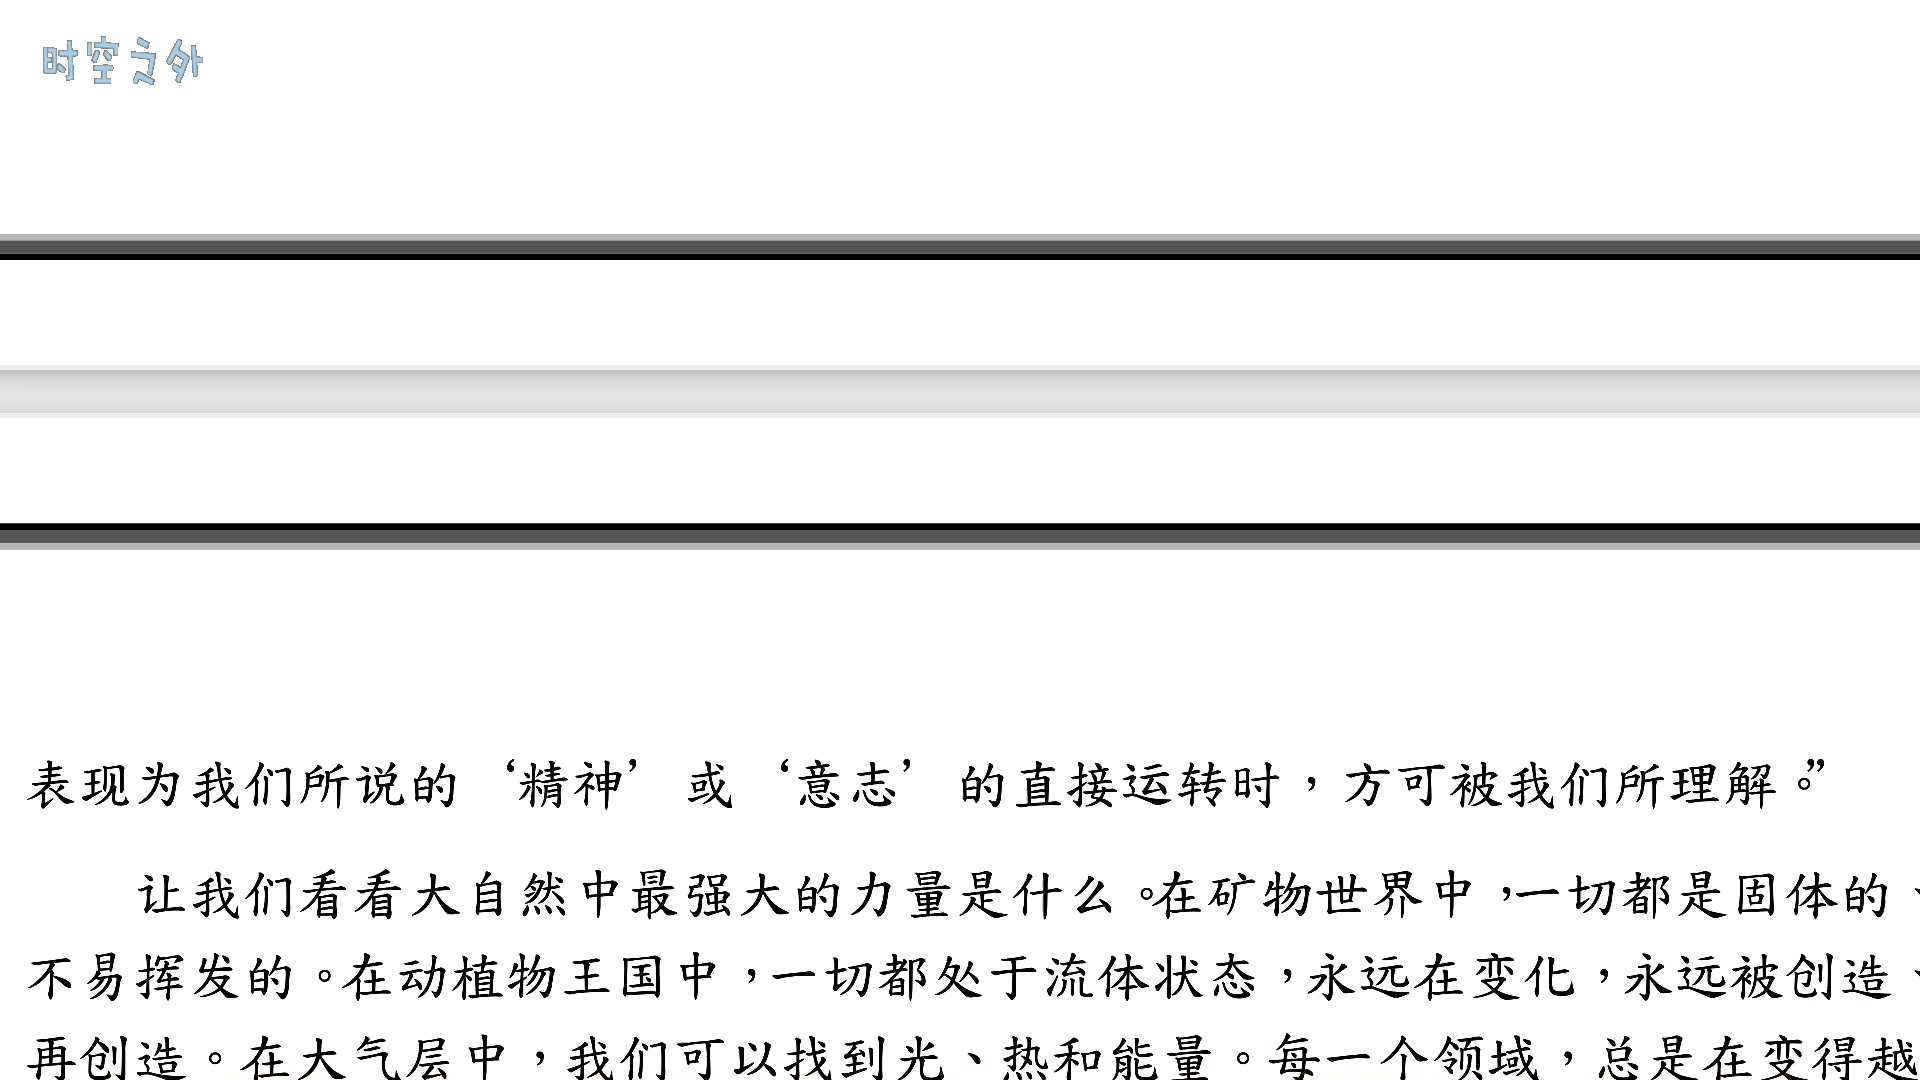 时空之外
表现为我们所说的‘精神’或‘意志’的直接运转时，方可被我们所理解。”
让我们看看大自然中最强大的力量是什么。在矿物世界中，一切都是固体的、
不易挥发的。在动植物王国中，一切都处于流体状态，永远在变化，永远被创造、
再创造。在大气层中，我们可以找到光、热和能量。每一个领域，总是在变得越